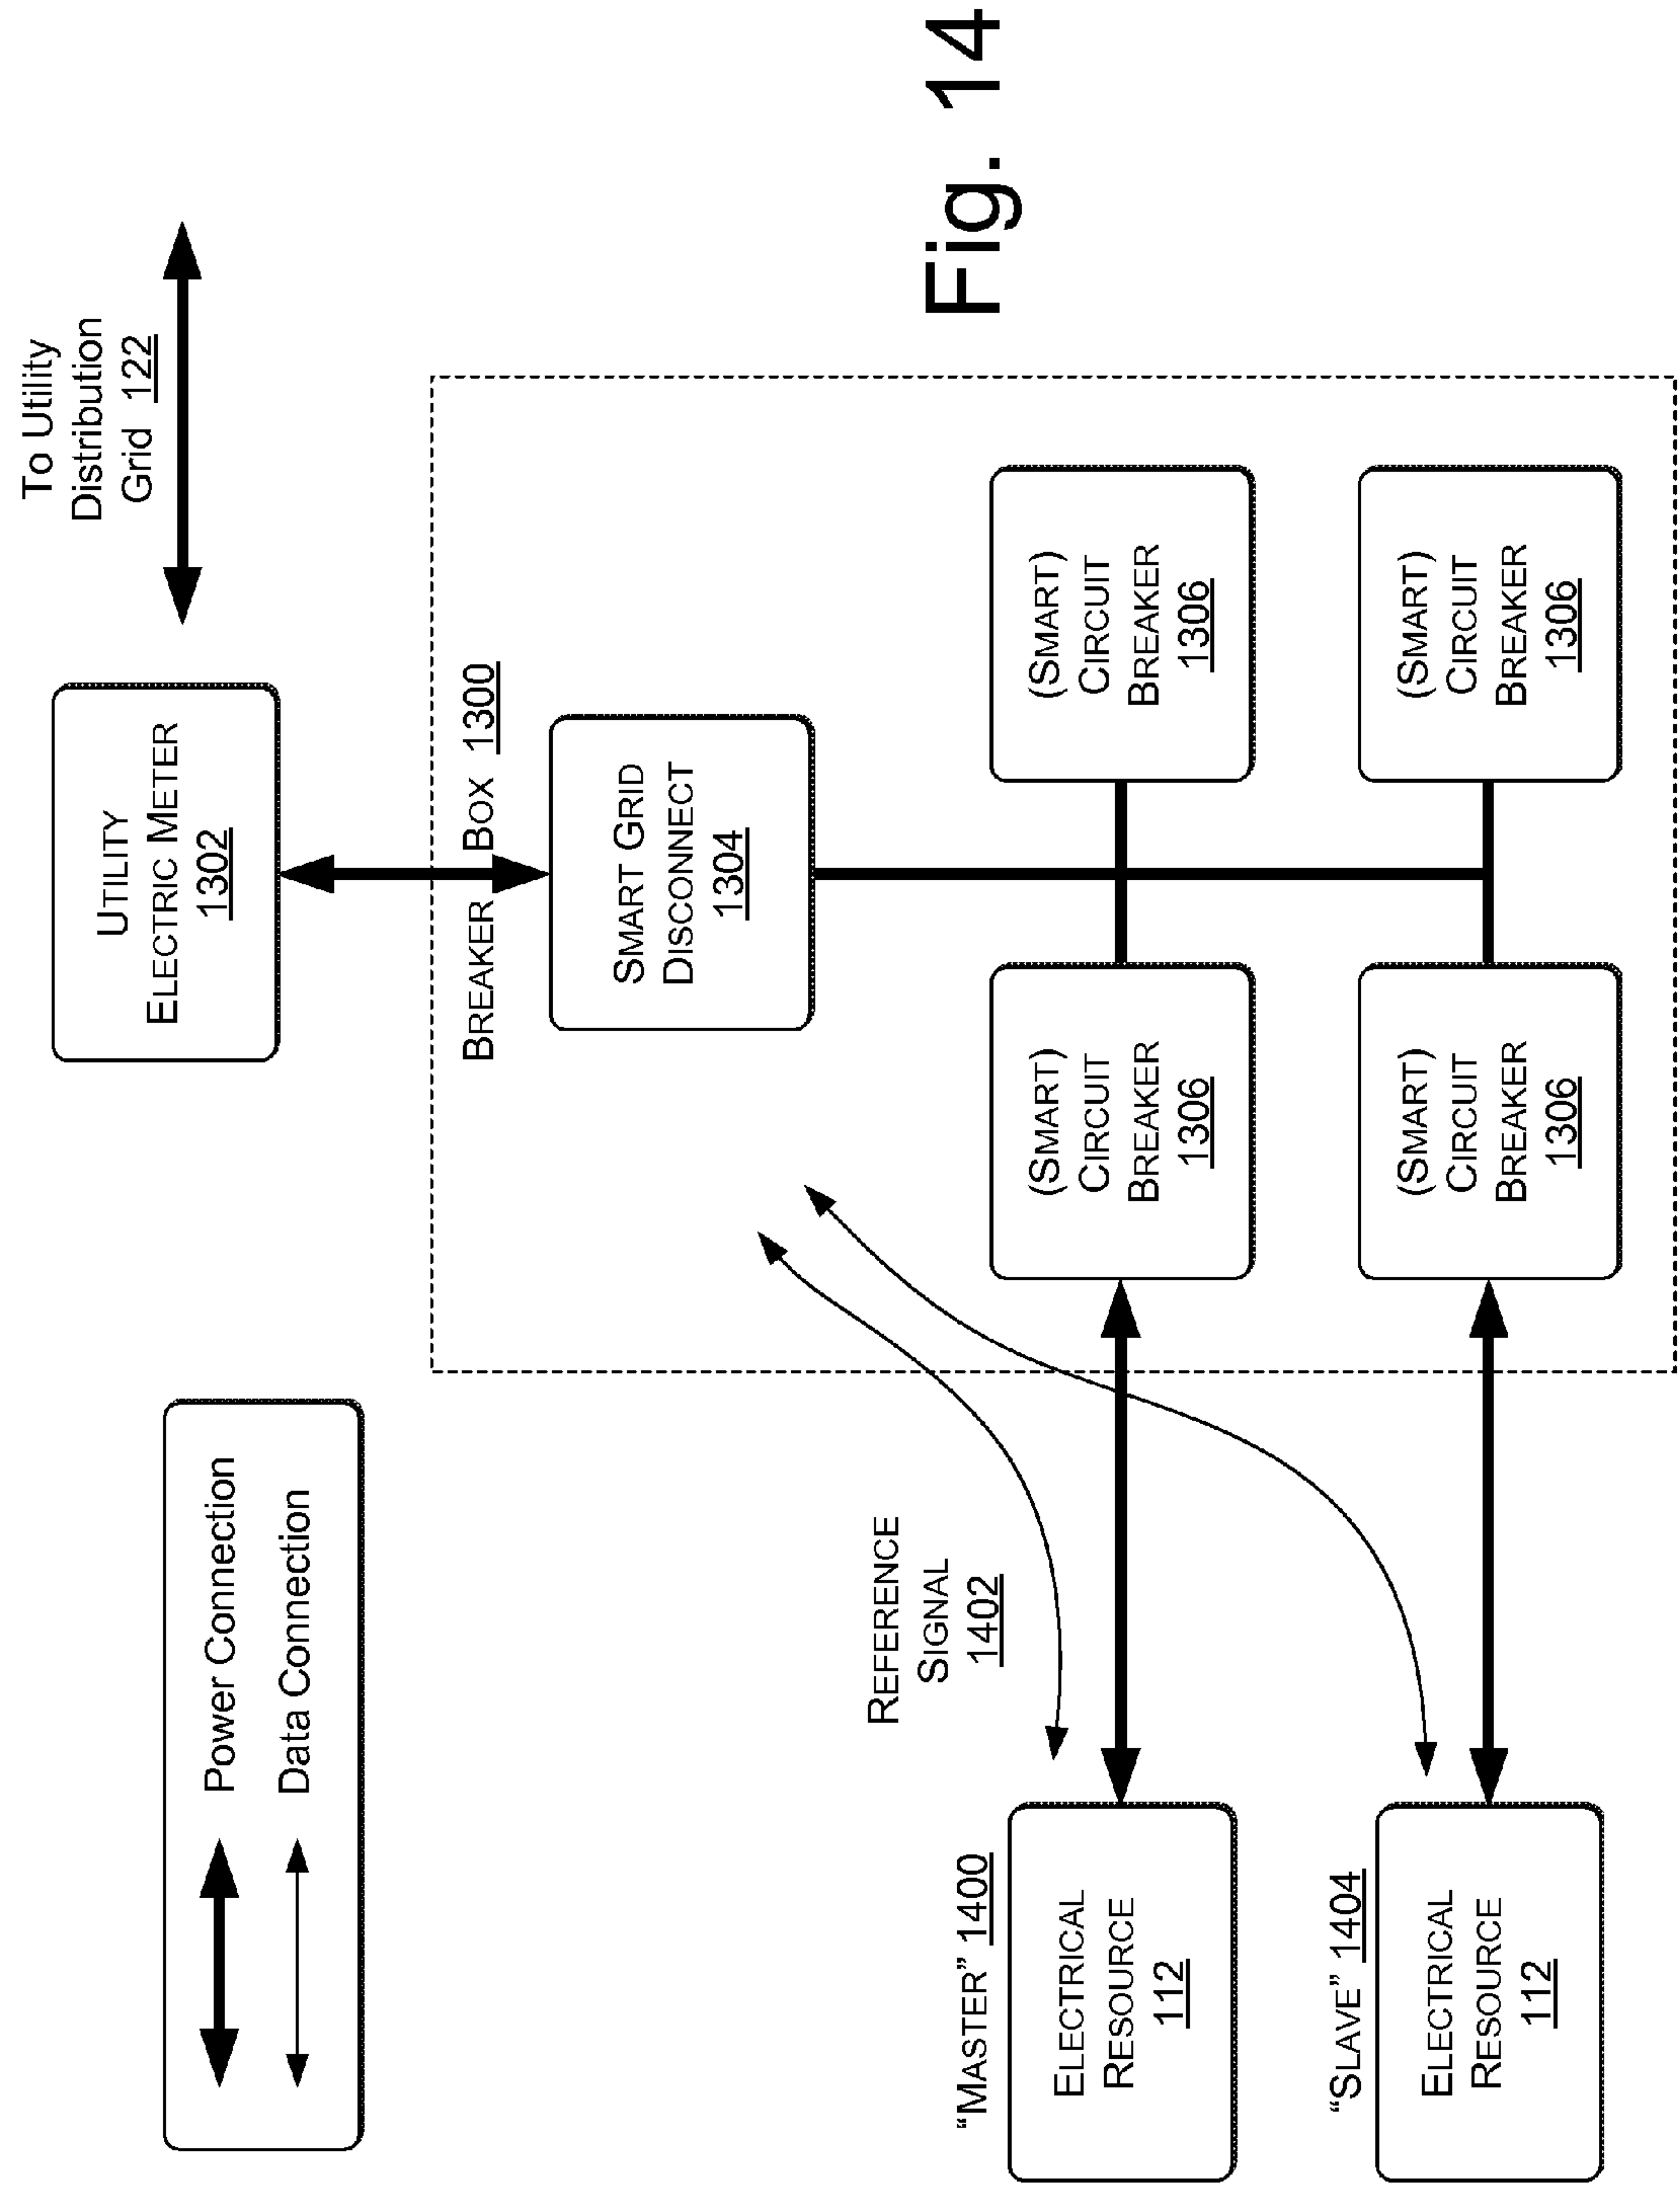 Power Connection
Data Connection
UTILITY
ELECTRIC METER
1302
TO UTILITY
DISTRIBUTION
GRID 122
BREAKER BOX 1300
SMART GRID
DISCONNECT
1304
REFERENCE
SIGNAL
1402
"MASTER" 1400
ELECTRICAL
RESOURCE
112
(SMART)
CIRCUIT
BREAKER
1306
(SMART)
CIRCUIT
BREAKER
1306
"SLAVE" 1404
ELECTRICAL
RESOURCE
112
(SMART)
CIRCUIT
BREAKER
1306
(SMART)
CIRCUIT
BREAKER
1306
Fig. 14